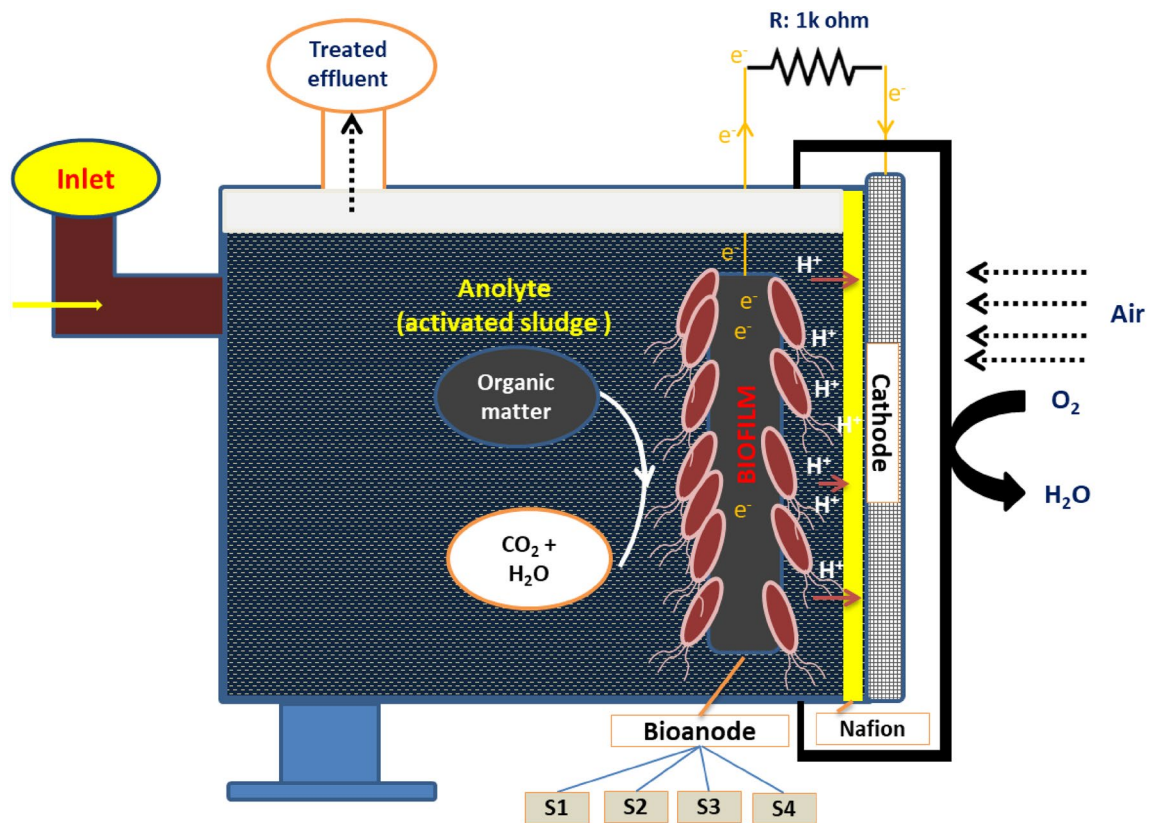 R: 1k ohm
Treated
effluent
e⁻
e⁻
e⁻
Inlet
e⁻
H⁺
Anolyte
(activated sludge )
e⁻
e⁻
H⁺
Air
Organic
matter
BIOFILM
H⁺
Cathode
O₂
H⁺
H⁺
H₂O
e⁻
H⁺
CO₂ +
H₂O
H⁺
Bioanode
Nafion
S1
S2
S3
S4